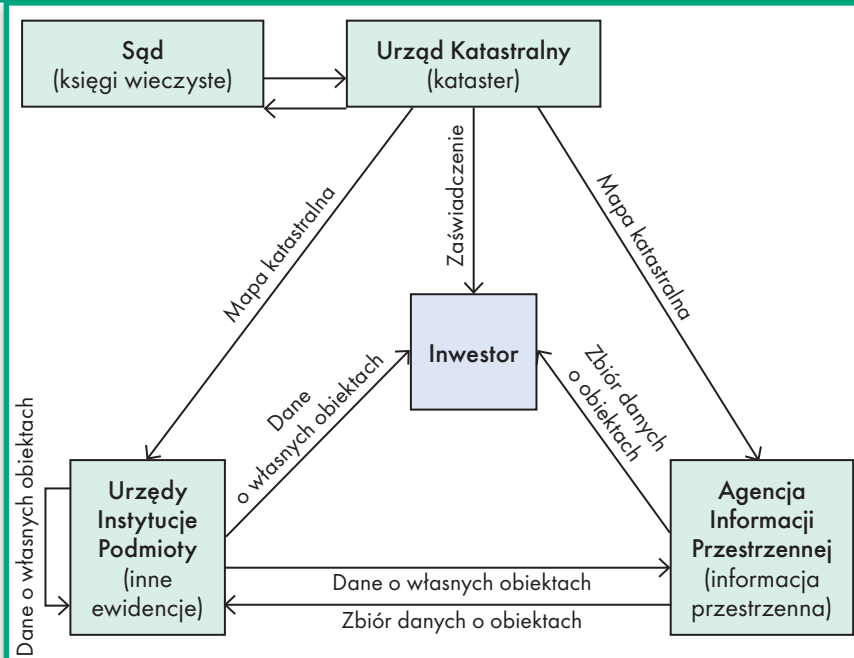 Sąd
(księgi wieczyste)
Urząd Katastralny
(kataster)
Mapa katastralna
Zaświadczenie
Mapa katastralna
Inwestor
Dane
o własnych obiektach
Zbiór danych
o obiektach
Dane o własnych obiektach
Urzędy
Instytucje
Podmioty
(inne
ewidencje)
Agencja
Informacji
Przestrzennej
(informacja
przestrzenna)
Dane o własnych obiektach
Zbiór danych o obiektach